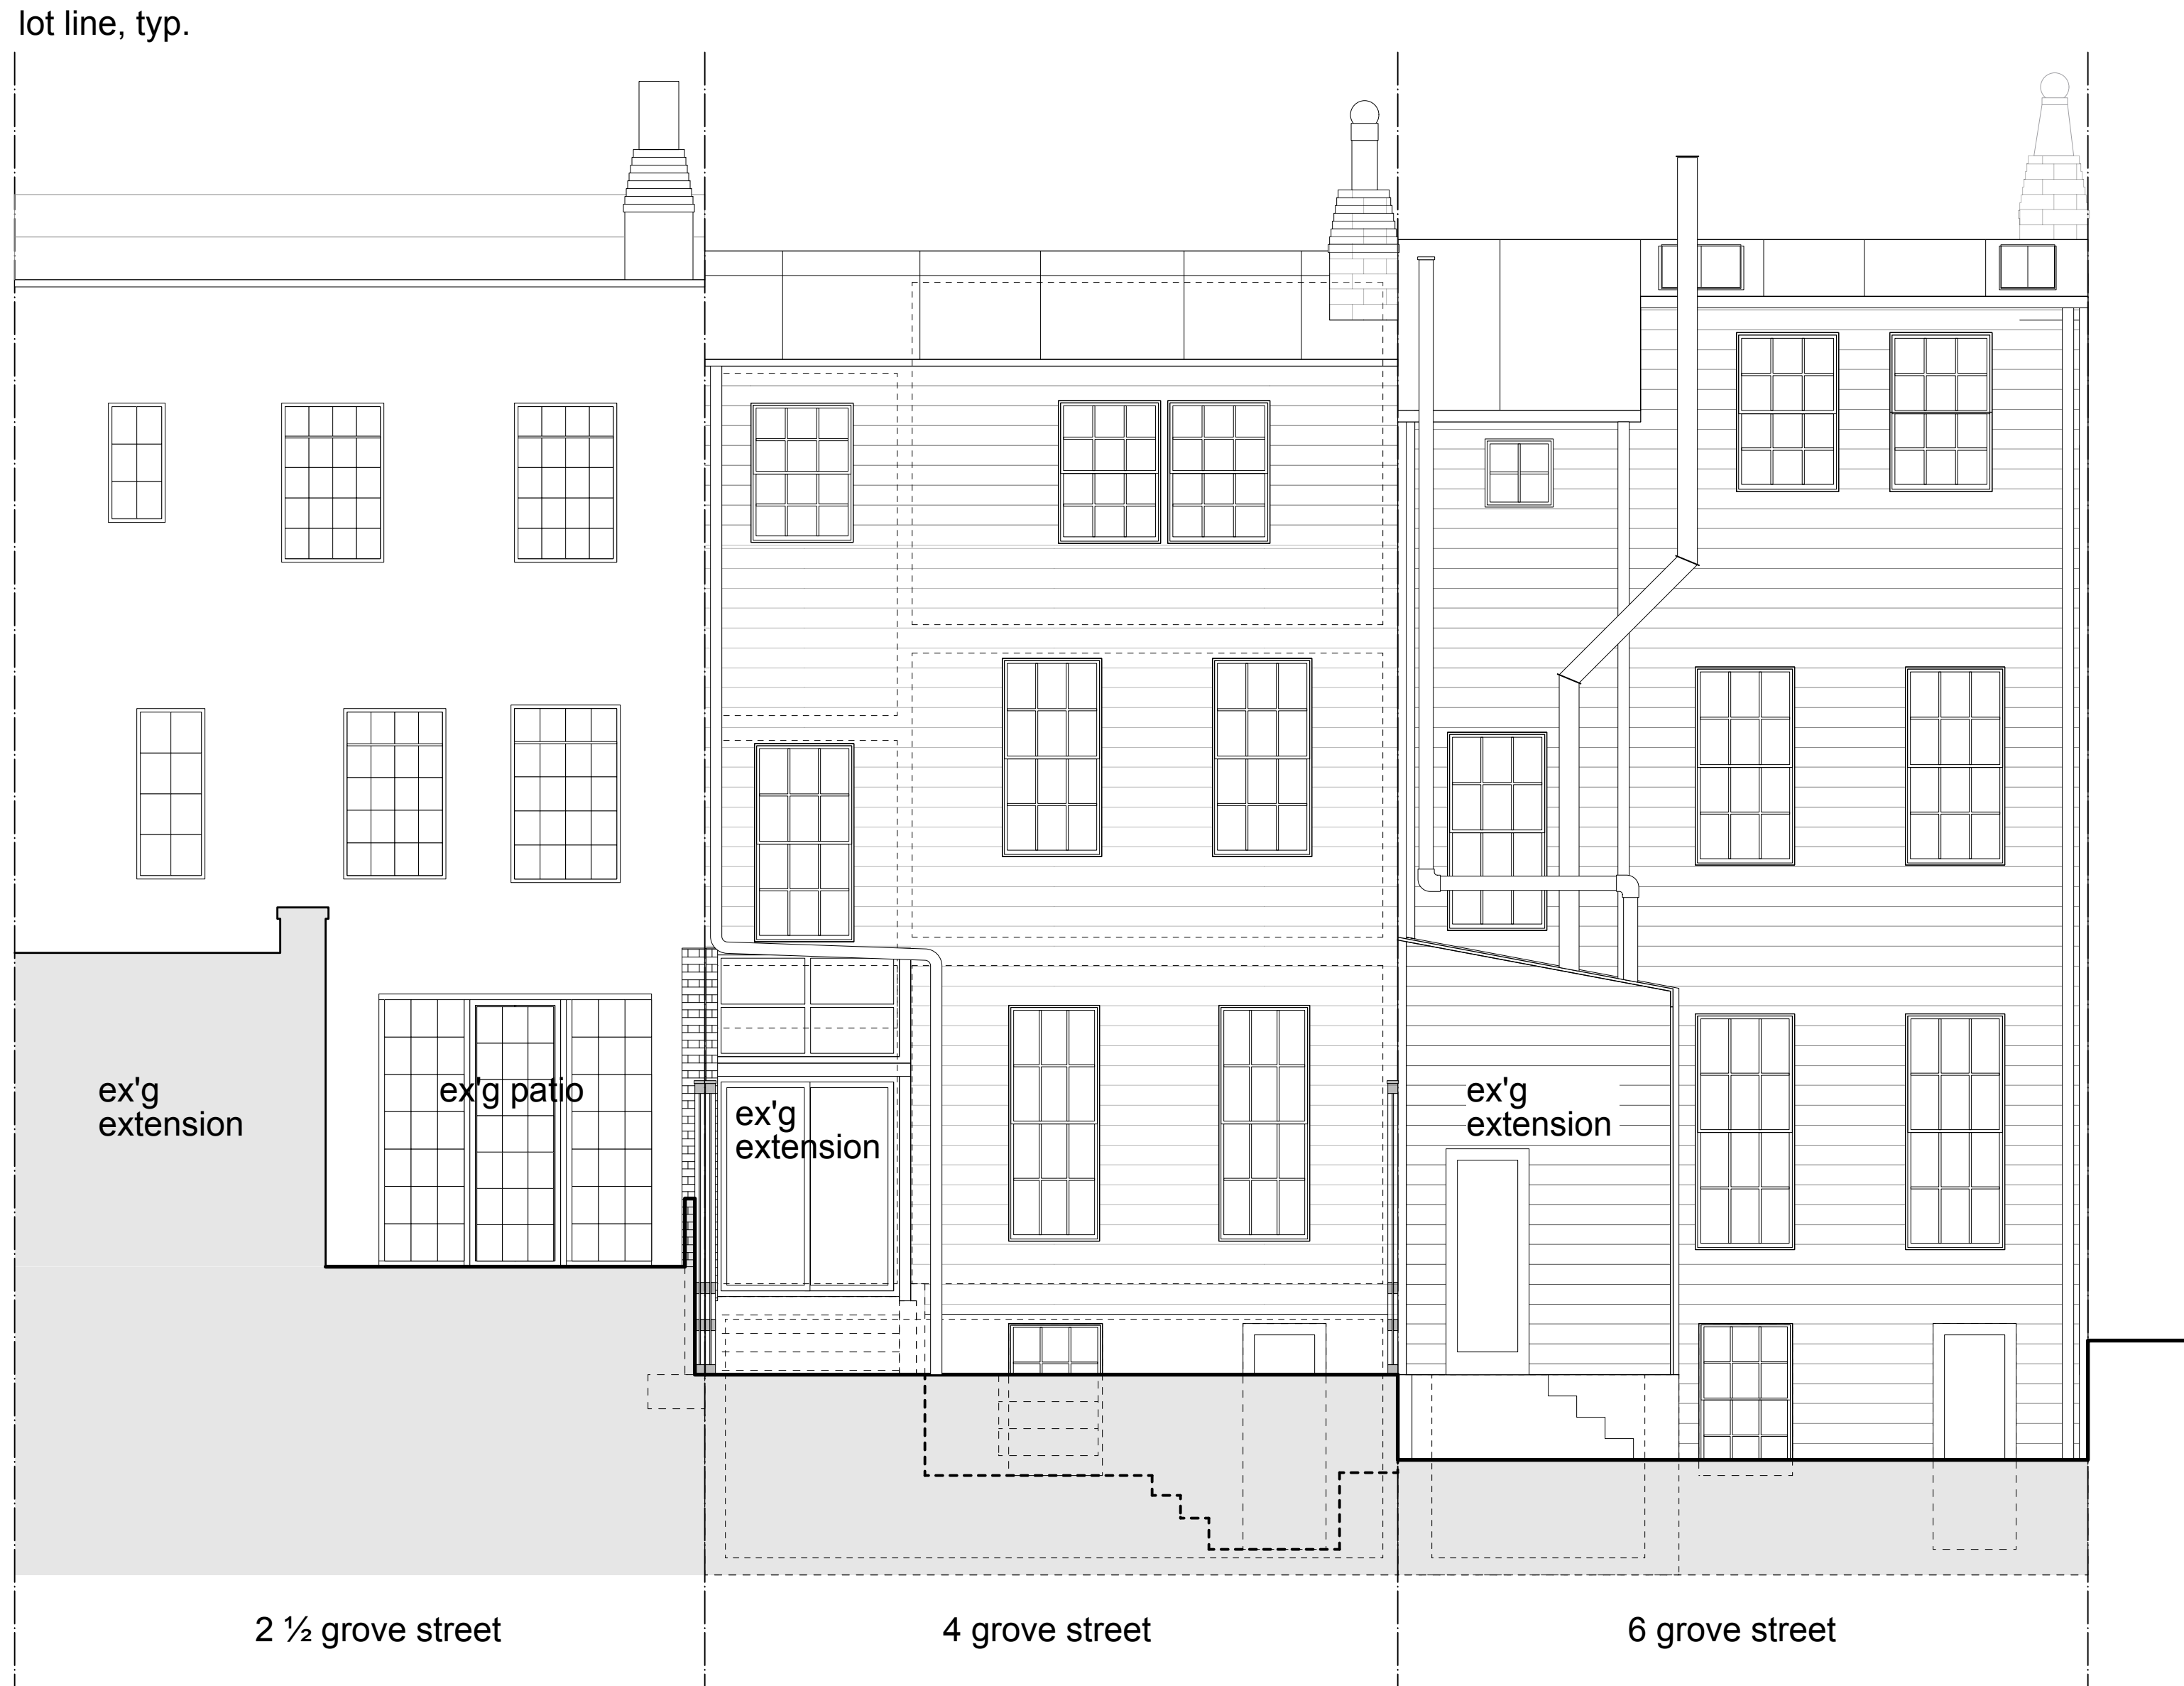 lot line, typ.
ex'g
extension
ex'g patio
ex'g
extension
ex'g
extension
2 ½ grove street
4 grove street
6 grove street